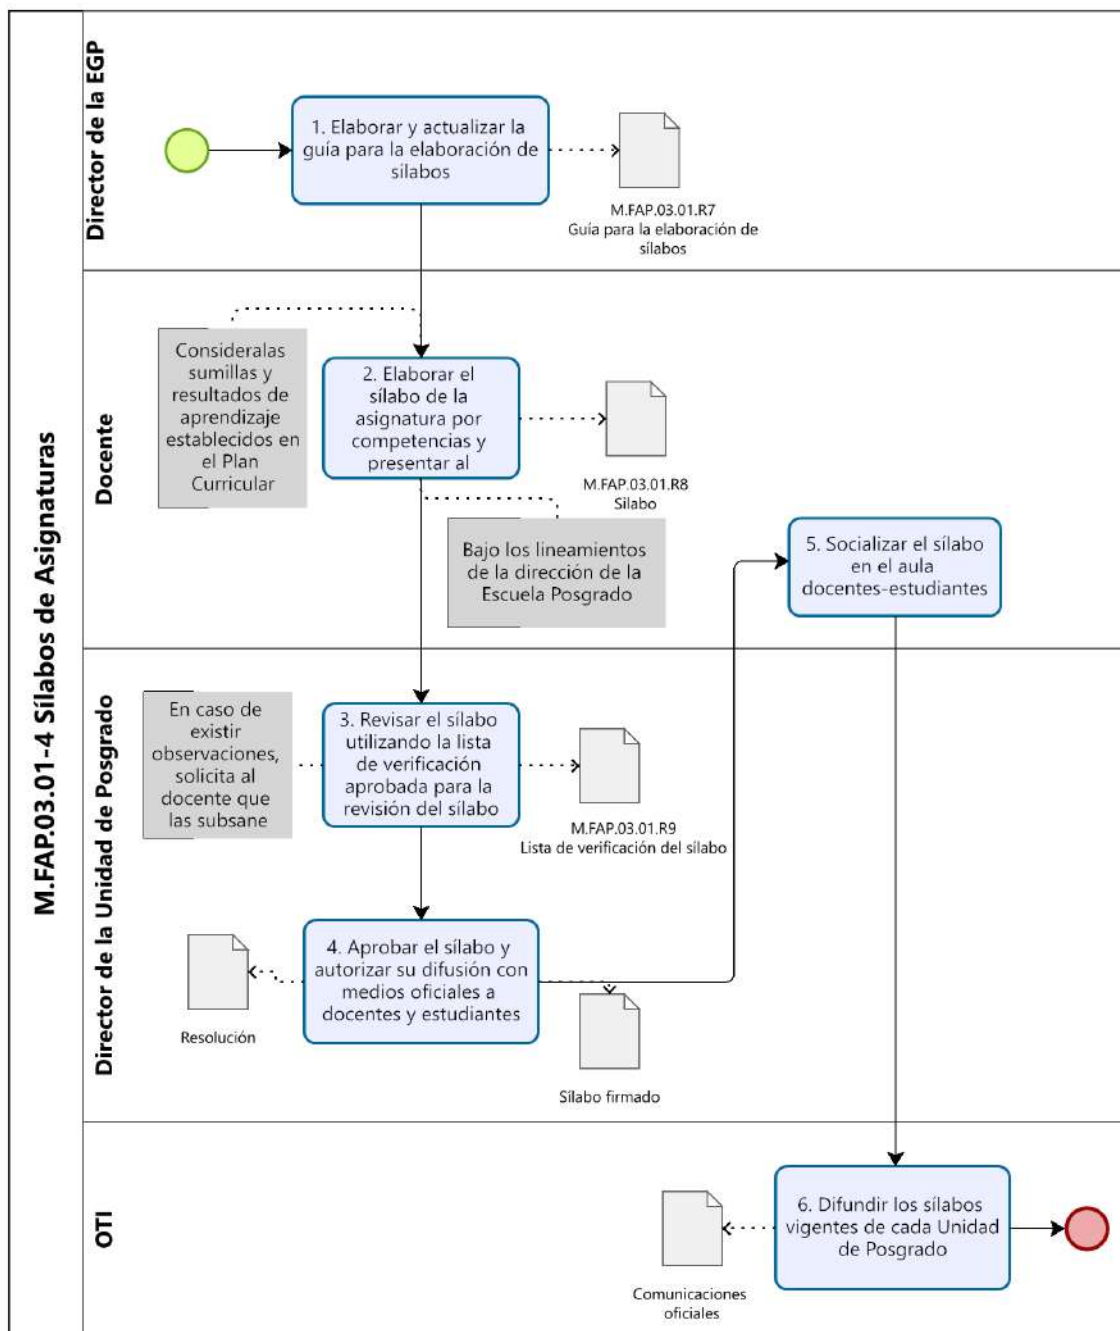 M.FAP.03.01-4 Sílabos de Asignaturas
Director de la EGP
1. Elaborar y actualizar la
guía para la elaboración de
sílabos
M.FAP.03.01.R7
Guía para la elaboración de
sílabos
Docente
Consideralas
sumillas y
resultados de
aprendizaje
establecidos en
el Plan
Curricular
2. Elaborar el
sílabo de la
asignatura por
competencias y
presentar al
M.FAP.03.01.R8
Silabo
Bajo los lineamientos
de la dirección de la
Escuela Posgrado
5. Socializar el sílabo
en el aula
docentes-estudiantes
Director de la Unidad de Posgrado
En caso de
existir
observaciones,
solicita al
docente que
las subsane
3. Revisar el sílabo
utilizando la lista
de verificación
aprobada para la
revisión del sílabo
M.FAP.03.01.R9
Lista de verificación del sílabo
4. Aprobar el sílabo y
autorizar su difusión con
medios oficiales a
docentes y estudiantes
Resolución
Sílabo firmado
OTI
6. Difundir los sílabos
vigentes de cada Unidad
de Posgrado
Comunicaciones
oficiales